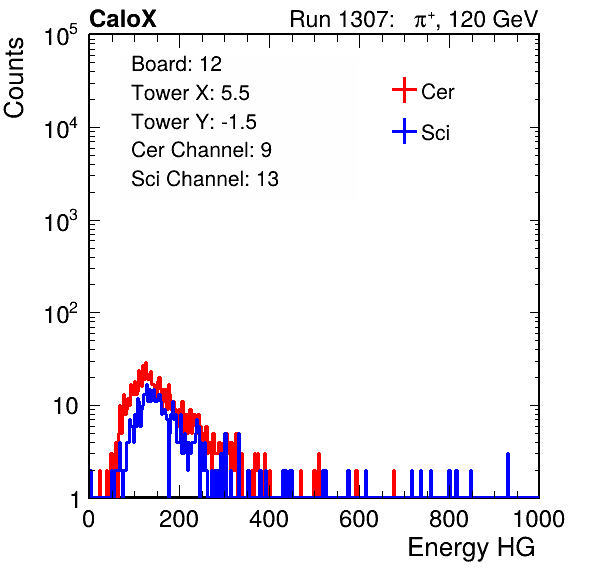 CaloX Run 1307: π⁺, 120 GeV
Counts
10⁵
10⁴
10³
10²
10
1
Board: 12
Tower X: 5.5
Tower Y: -1.5
Cer Channel: 9
Sci Channel: 13
Cer
Sci
0 200 400 600 800 1000
Energy HG